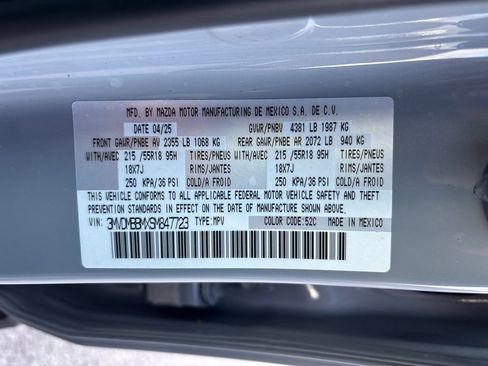 MFD. BY MAZDA MOTOR MANUFACTURING DE MEXICO S.A. DE C.V.
DATE 04/25 GVWR/PNBV 4381 LB 1987 KG
FRONT GAWR/PNBE AV 2355 LB 1068 KG REAR GAWR/PNBE AR 2072 LB 940 KG
WITH/AVEC 215 /55R18 95H TIRES/PNEUS WITH/AVEC 215 /55R18 95H TIRES/PNEUS
18X7J RIMS/JANTES 18X7J RIMS/JANTES
250 KPA/36 PSI COLD/A FROID 250 KPA/36 PSI COLD/A FROID
THIS VEHICLE CONFORMS TO ALL APPLICABLE FEDERAL MOTOR VEHICLE SAFETY AND THEFT
PREVENTION STANDARDS IN EFFECT ON THE DATE OF MANUFACTURE SHOWN ABOVE.
VIN: 3MVDMBBMXSM847723 TYPE: MPV COLOR CODE: 52C MADE IN MEXICO